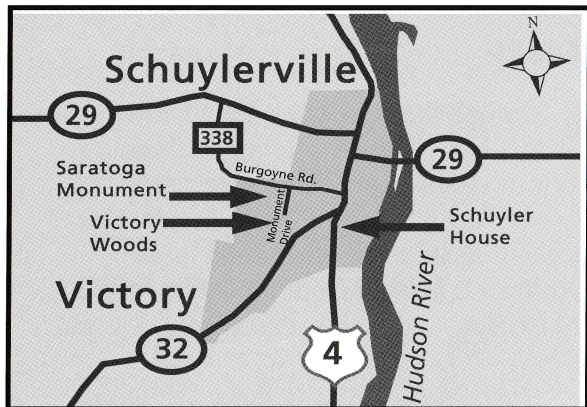 N
Schuylerville
29
338
29
Burgoyne Rd.
Saratoga
Monument
Victory
Woods
Monument
Drive
Schuyler
House
Victory
32
4
Hudson River